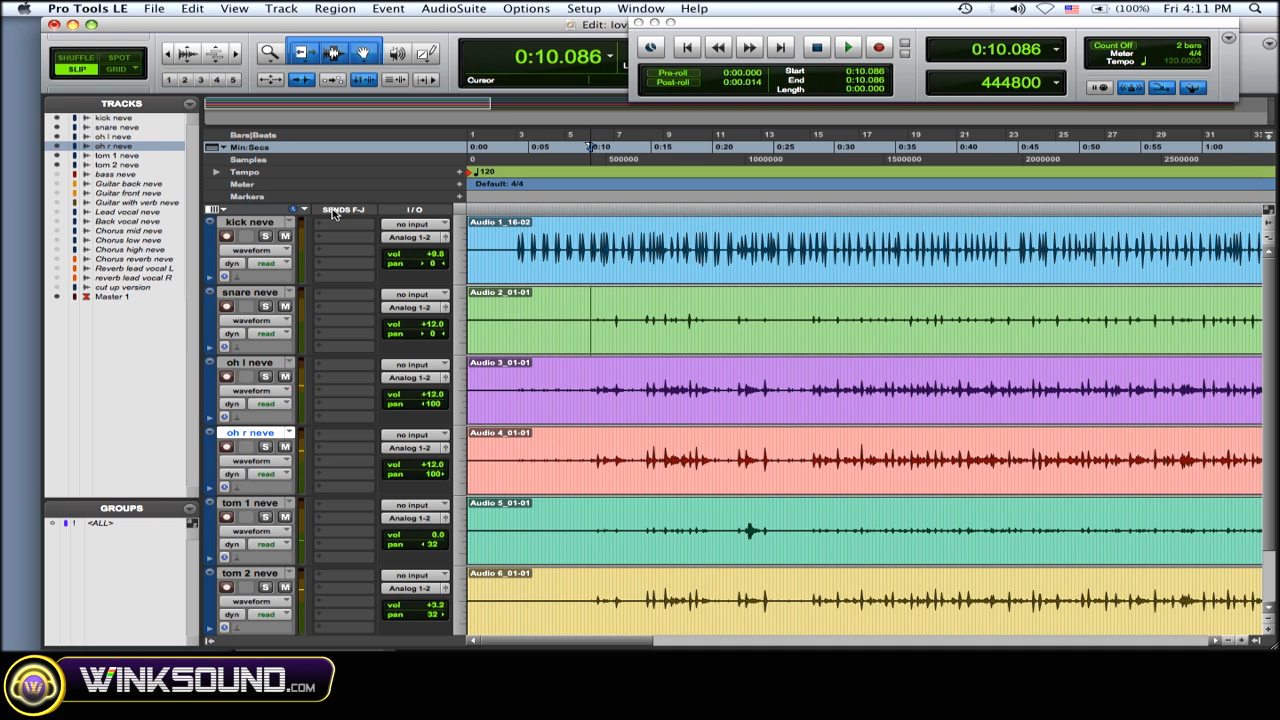 Pro Tools LE File Edit View Track Region Event AudioSuite Options Setup Window Help (100%) Fri 4:11 PM
Edit: lov
SHUFFLE SPOT
SLIP GRID
1 2 3 4 5
0:10.086
Cursor
Pre-roll 0:00.000
Post-roll 0:00.014
Start 0:10.086
End 0:10.086
Length 0:00.000
0:10.086
444800
Count Off 2 bars
Meter 4/4
Tempo 120.0000
TRACKS
kick neve
snare neve
oh l neve
oh r neve
tom 1 neve
tom 2 neve
bass neve
Guitar back neve
Guitar front neve
Guitar with verb neve
Lead vocal neve
Back vocal neve
Chorus mid neve
Chorus low neve
Chorus high neve
Chorus reverb neve
Reverb lead vocal L
reverb lead vocal R
cut up version
Master 1
GROUPS
! <ALL>
Bars|Beats 1 3 5 7 9 11 13 15 17 19 21 23 25 27 29 31 33
Min:Secs 0:00 0:05 0:10 0:15 0:20 0:25 0:30 0:35 0:40 0:45 0:50 0:55 1:00
Samples 0 500000 1000000 1500000 2000000 2500000
Tempo 120
Meter Default: 4/4
Markers
SENDS F-J I / O
kick neve
S M
waveform
dyn read
no input
Analog 1-2
vol +9.8
pan 0
Audio 1_16-02
snare neve
S M
waveform
dyn read
no input
Analog 1-2
vol +12.0
pan 0
Audio 2_01-01
oh l neve
S M
waveform
dyn read
no input
Analog 1-2
vol +12.0
pan 100
Audio 3_01-01
oh r neve
S M
waveform
dyn read
no input
Analog 1-2
vol +12.0
pan 100
Audio 4_01-01
tom 1 neve
S M
waveform
dyn read
no input
Analog 1-2
vol 0.0
pan 32
Audio 5_01-01
tom 2 neve
S M
waveform
dyn read
no input
Analog 1-2
vol +3.2
pan 32
Audio 6_01-01
WINKSOUND.COM